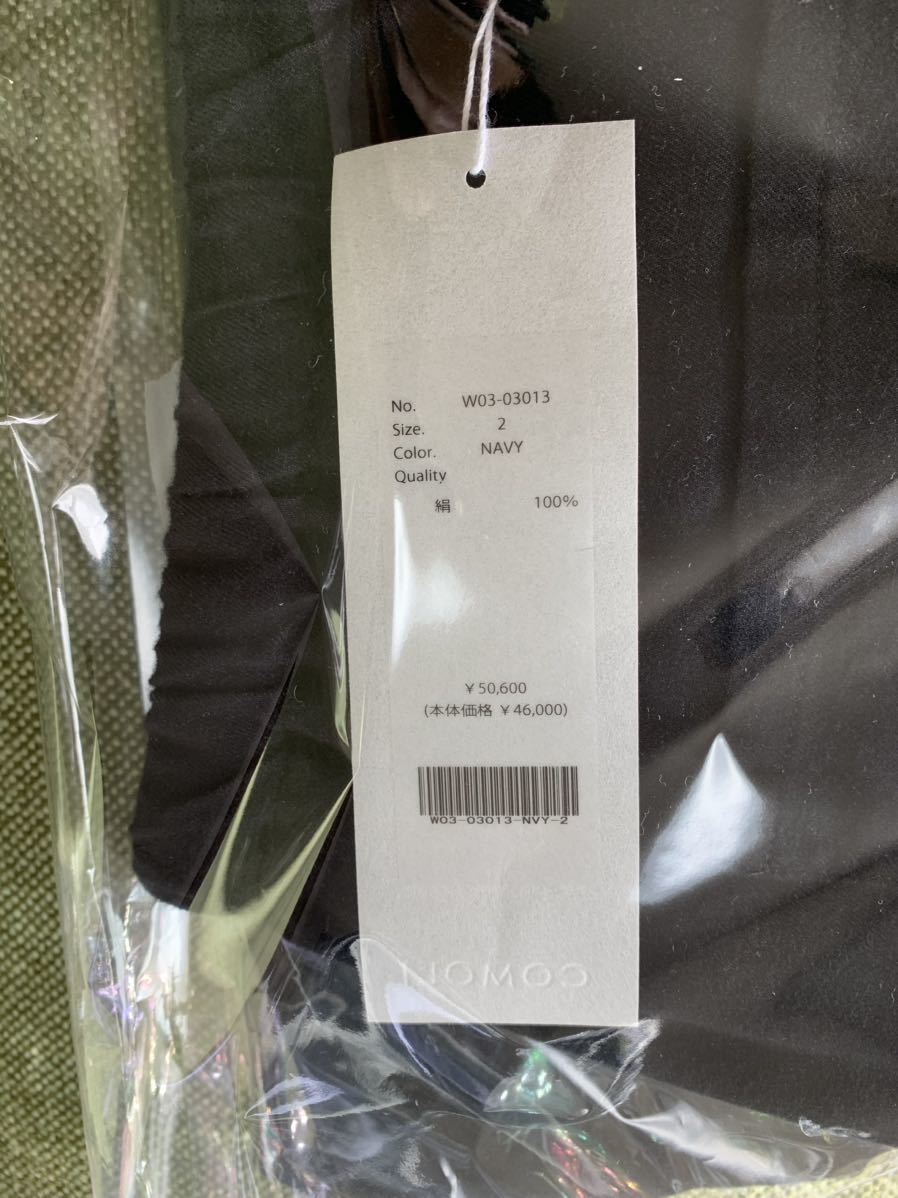 No. W03-03013
Size. 2
Color. NAVY
Quality
絹 100%
¥50,600
(本体価格 ¥46,000)
W03-03013-NVY-2
COMOLI